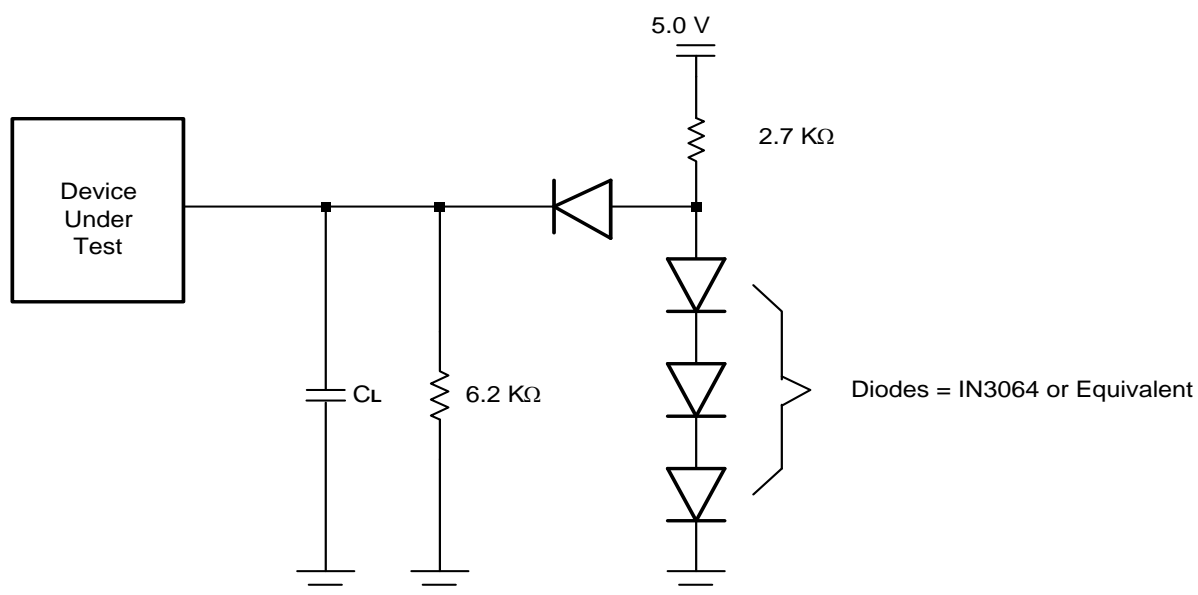 5.0 V
2.7 KΩ
Device
Under
Test
CL
6.2 KΩ
Diodes = IN3064 or Equivalent